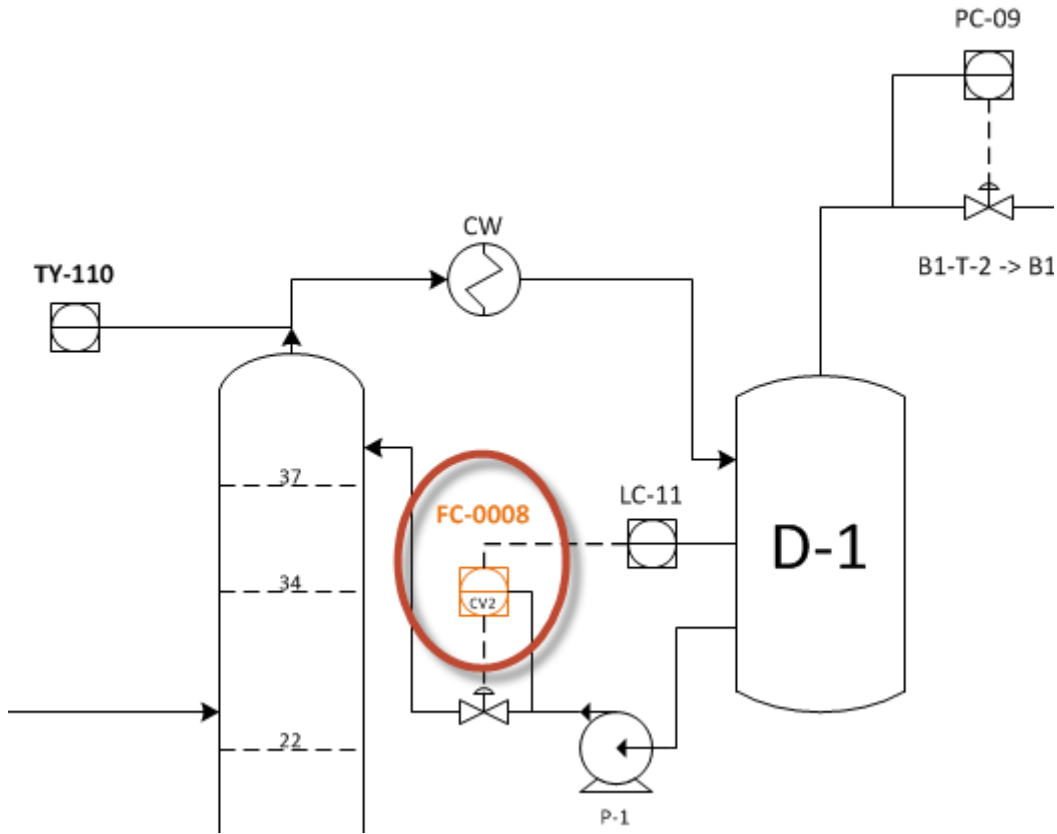 PC-09
CW
TY-110
B1-T-2 -> B1
37
FC-0008
LC-11
D-1
34
CV2
22
P-1